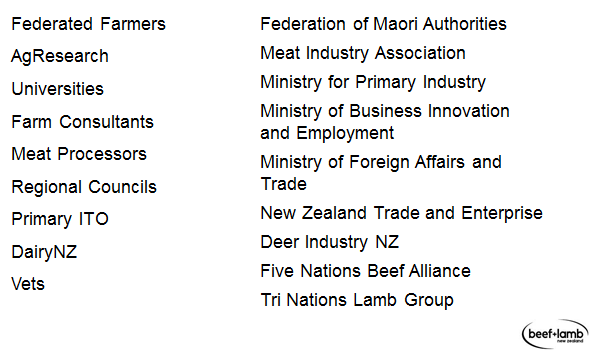 Federated Farmers
AgResearch
Universities
Farm Consultants
Meat Processors
Regional Councils
Primary ITO
DairyNZ
Vets
Federation of Maori Authorities
Meat Industry Association
Ministry for Primary Industry
Ministry of Business Innovation
and Employment
Ministry of Foreign Affairs and
Trade
New Zealand Trade and Enterprise
Deer Industry NZ
Five Nations Beef Alliance
Tri Nations Lamb Group
beef+lamb
new zealand